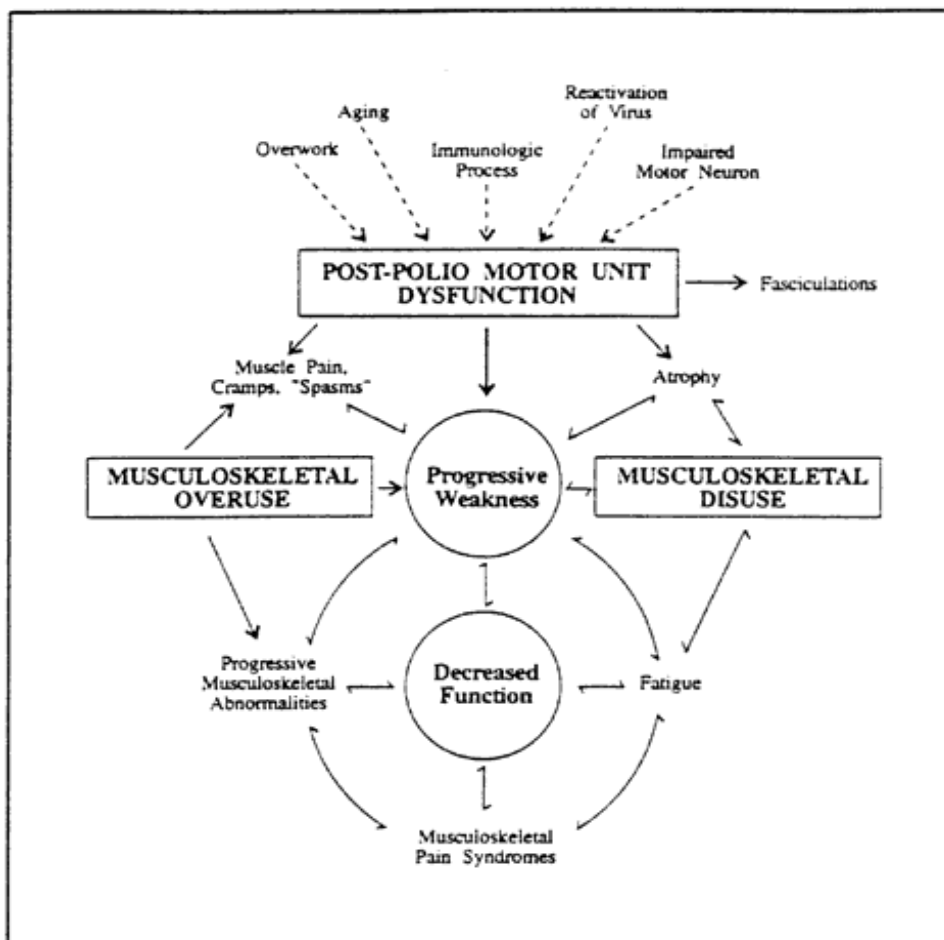 Reactivation
of Virus
Aging
Overwork
Immunologic
Process
Impaired
Motor Neuron
POST-POLIO MOTOR UNIT
DYSFUNCTION
Fasciculations
Muscle Pain,
Cramps, "Spasms"
Atrophy
MUSCULOSKELETAL
OVERUSE
Progressive
Weakness
MUSCULOSKELETAL
DISUSE
Progressive
Musculoskeletal
Abnormalities
Decreased
Function
Fatigue
Musculoskeletal
Pain Syndromes